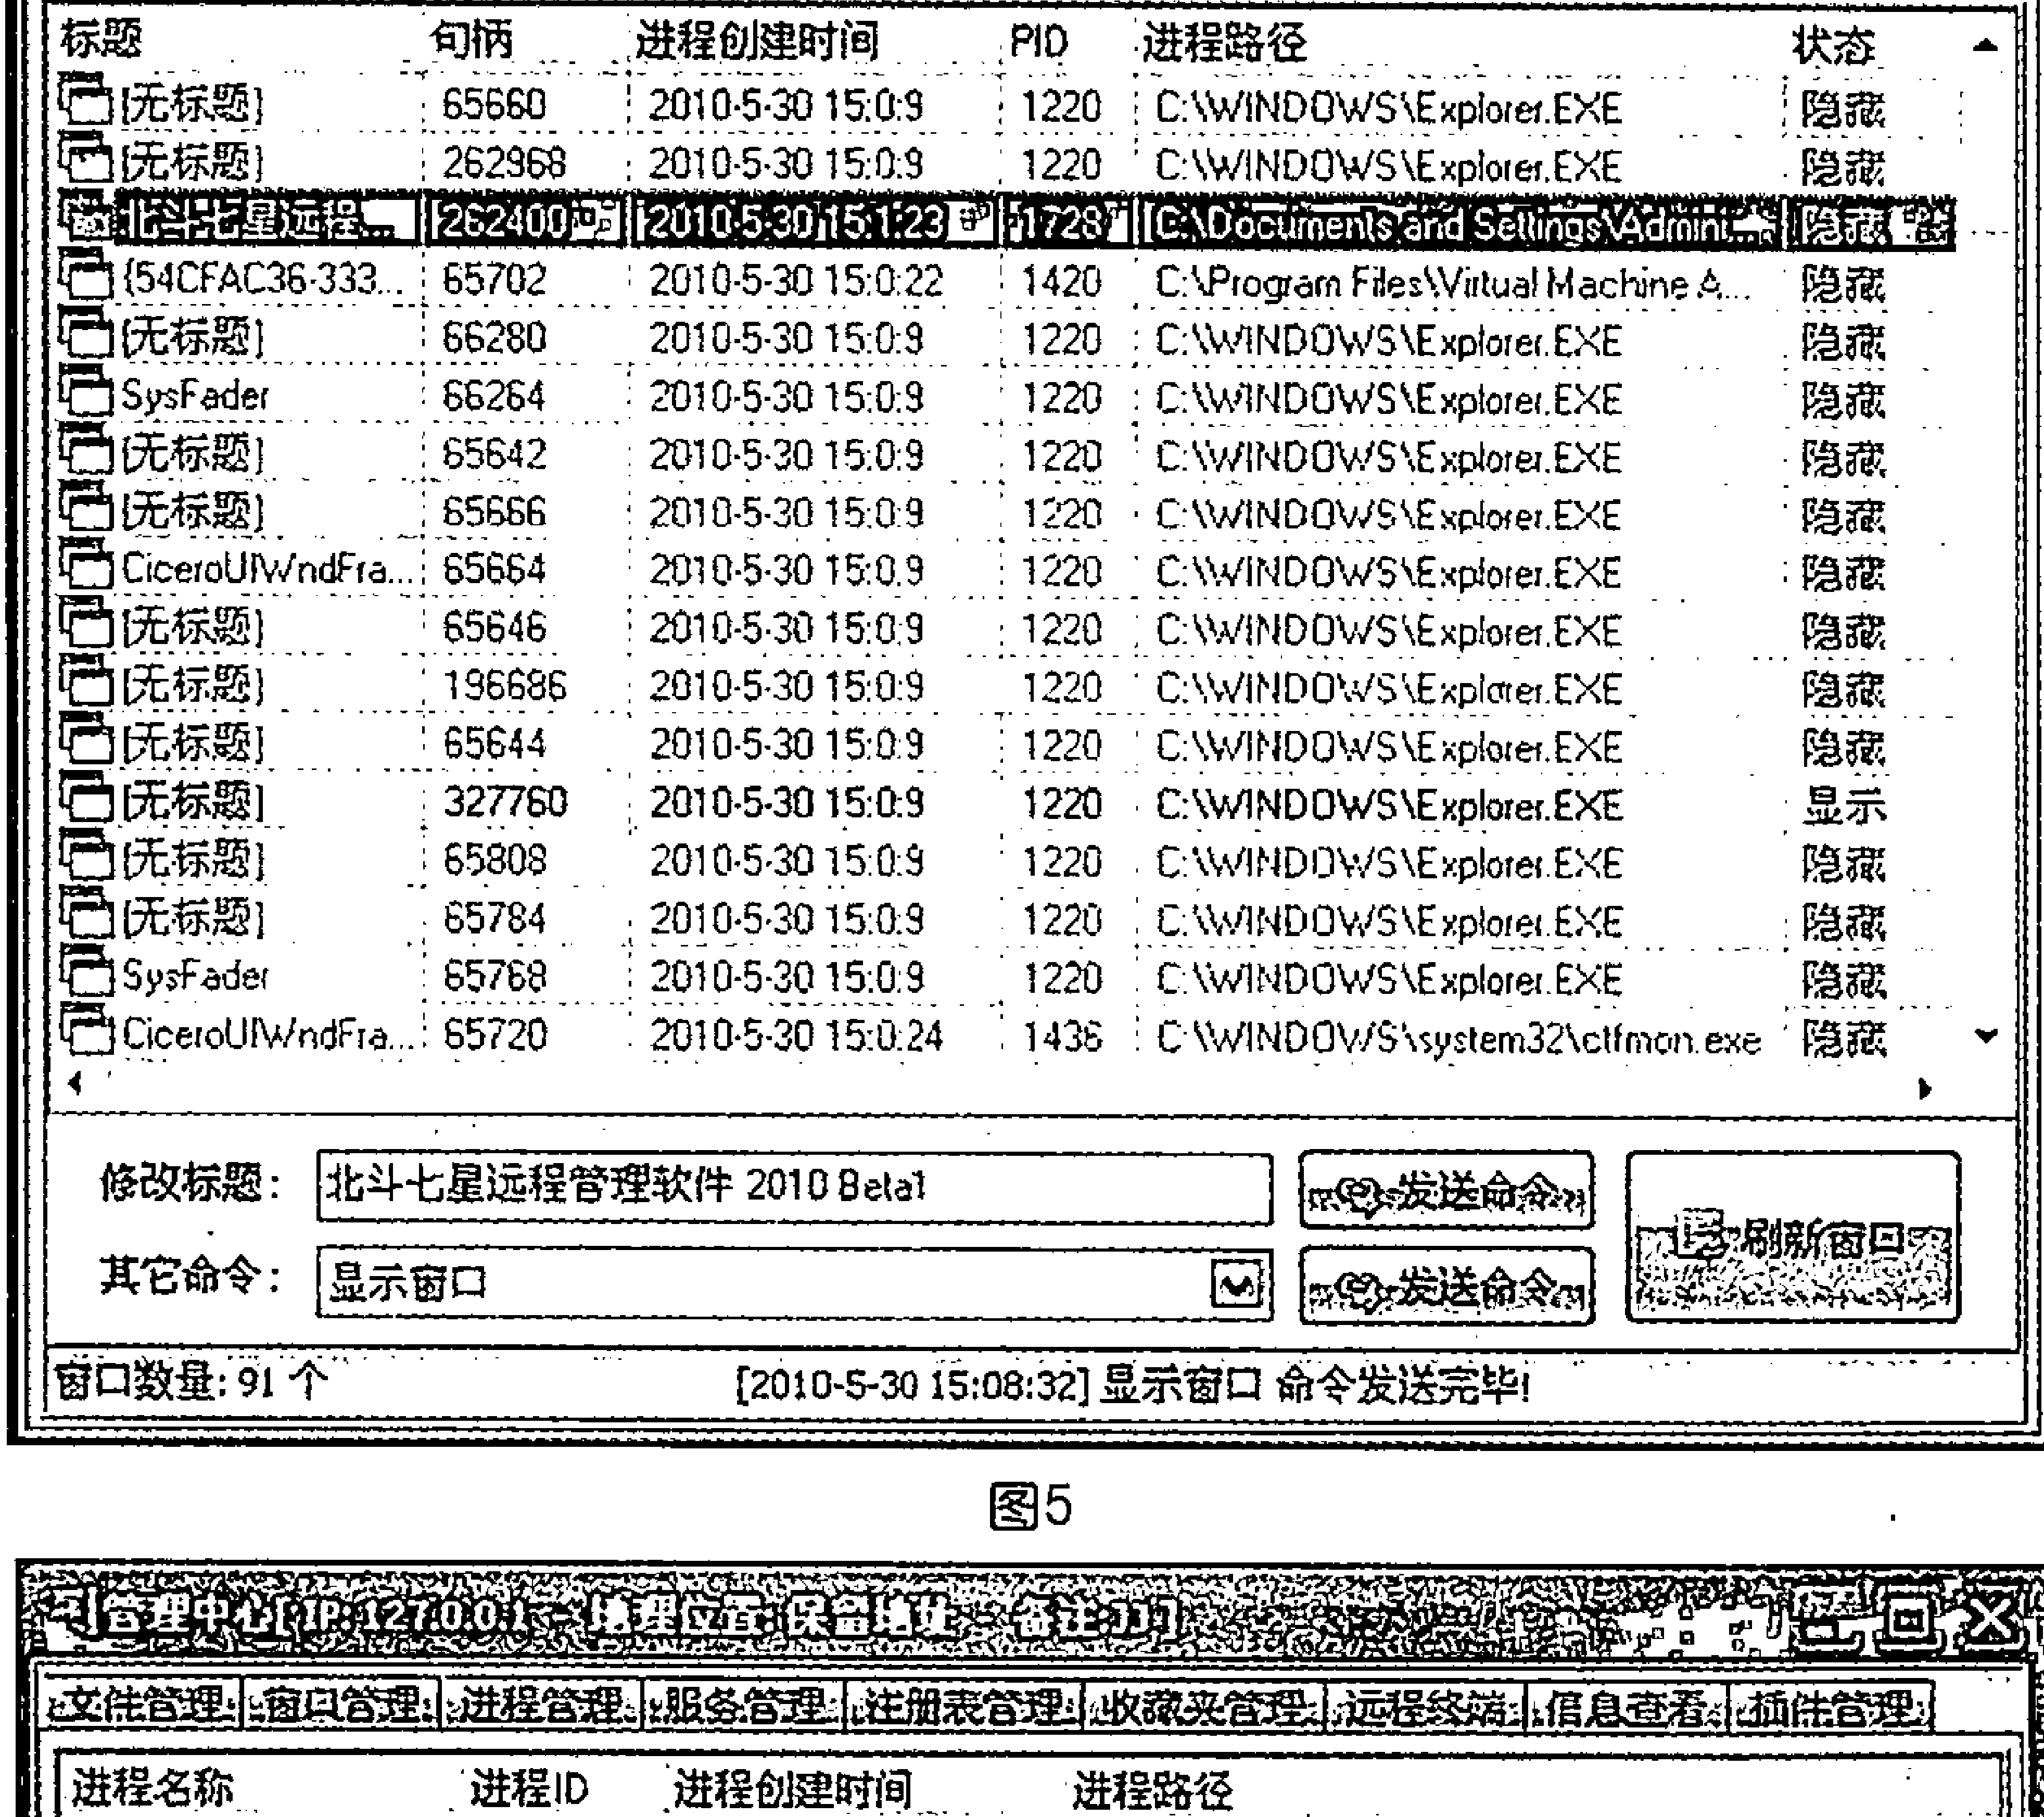 标题 句柄 进程创建时间 PID 进程路径 状态
[无标题] 65660 2010-5-30 15:0:9 1220 C:\WINDOWS\Explorer.EXE 隐藏
[无标题] 262968 2010-5-30 15:0:9 1220 C:\WINDOWS\Explorer.EXE 隐藏
北斗七星远程... 262400 2010-5-30 15:1:23 1728 C:\Documents and Settings\Admini... 隐藏
{54CFAC36-333... 65702 2010-5-30 15:0:22 1420 C:\Program Files\Virtual Machine A... 隐藏
[无标题] 66280 2010-5-30 15:0:9 1220 C:\WINDOWS\Explorer.EXE 隐藏
SysFader 66264 2010-5-30 15:0:9 1220 C:\WINDOWS\Explorer.EXE 隐藏
[无标题] 65642 2010-5-30 15:0:9 1220 C:\WINDOWS\Explorer.EXE 隐藏
[无标题] 65666 2010-5-30 15:0:9 1220 C:\WINDOWS\Explorer.EXE 隐藏
CiceroUIWndFra... 65664 2010-5-30 15:0:9 1220 C:\WINDOWS\Explorer.EXE 隐藏
[无标题] 65646 2010-5-30 15:0:9 1220 C:\WINDOWS\Explorer.EXE 隐藏
[无标题] 196686 2010-5-30 15:0:9 1220 C:\WINDOWS\Explorer.EXE 隐藏
[无标题] 65644 2010-5-30 15:0:9 1220 C:\WINDOWS\Explorer.EXE 隐藏
[无标题] 327760 2010-5-30 15:0:9 1220 C:\WINDOWS\Explorer.EXE 显示
[无标题] 65808 2010-5-30 15:0:9 1220 C:\WINDOWS\Explorer.EXE 隐藏
[无标题] 65784 2010-5-30 15:0:9 1220 C:\WINDOWS\Explorer.EXE 隐藏
SysFader 65768 2010-5-30 15:0:9 1220 C:\WINDOWS\Explorer.EXE 隐藏
CiceroUIWndFra... 65720 2010-5-30 15:0:24 1436 C:\WINDOWS\system32\ctfmon.exe 隐藏
修改标题: 北斗七星远程管理软件 2010 Beta1 发送命令 刷新窗口
其它命令: 显示窗口 发送命令
窗口数量: 91 个 [2010-5-30 15:08:32] 显示窗口 命令发送完毕!
图5
管理中心[ IP:127.0.0.1 地理位置:保留地址 备注:
文件管理 窗口管理 进程管理 服务管理 注册表管理 收藏夹管理 远程终端 信息查看 插件管理
进程名称 进程ID 进程创建时间 进程路径